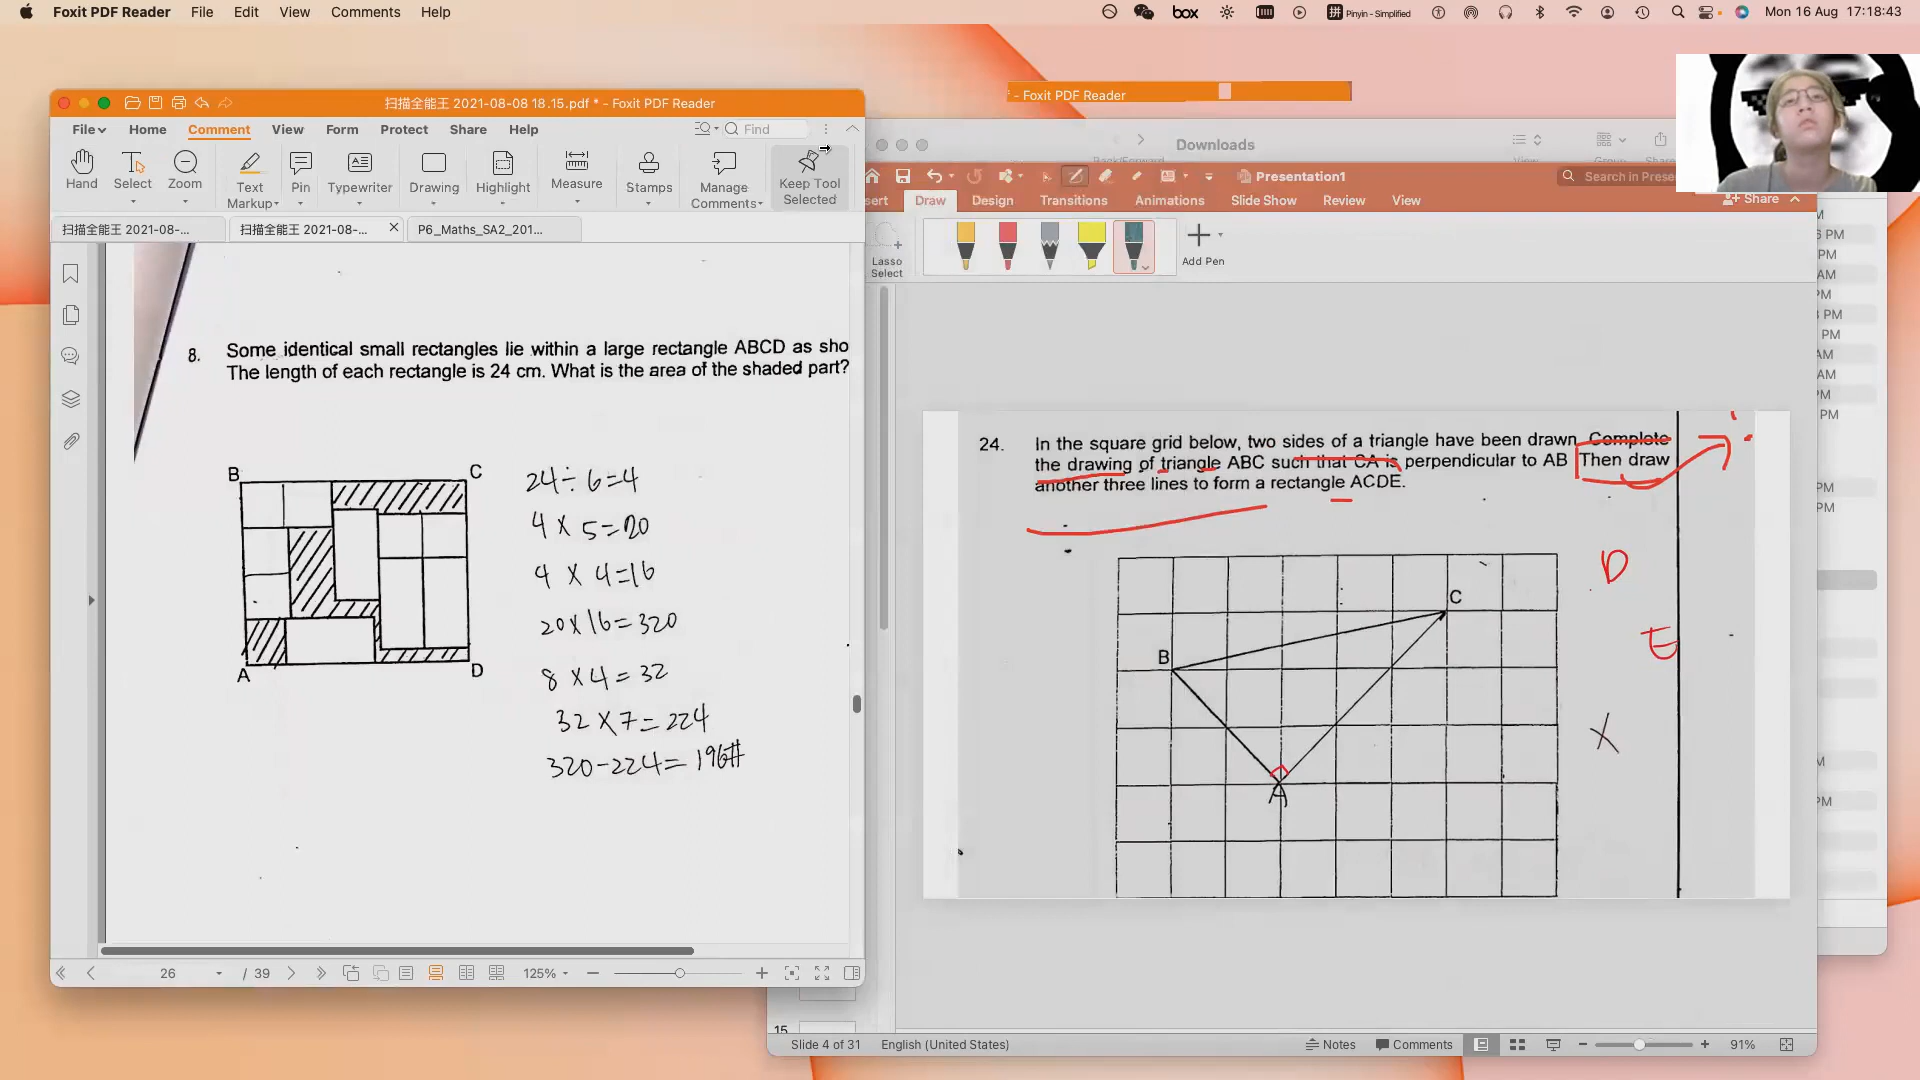 Foxit PDF Reader File Edit View Comments Help
box Pinyin - Simplified Mon 16 Aug 17:18:43
扫描全能王 2021-08-08 18.15.pdf * - Foxit PDF Reader
File Home Comment View Form Protect Share Help Find
Hand Select Zoom Text Markup Pin Typewriter Drawing Highlight Measure Stamps Manage Comments Keep Tool Selected
扫描全能王 2021-08-... 扫描全能王 2021-08-... P6_Maths_SA2_201...
8. Some identical small rectangles lie within a large rectangle ABCD as sho
The length of each rectangle is 24 cm. What is the area of the shaded part?
B C
A D
24 ÷ 6 = 4
4 × 5 = 20
4 × 4 = 16
20 × 16 = 320
8 × 4 = 32
32 × 7 = 224
320 - 224 = 196#
26 / 39 125%
- Foxit PDF Reader
Downloads
Back/Forward
Presentation1
Search in Prese
Draw Design Transitions Animations Slide Show Review View Share
Lasso Select
Add Pen
24. In the square grid below, two sides of a triangle have been drawn Complete
the drawing of triangle ABC such that CA is perpendicular to AB Then draw
another three lines to form a rectangle ACDE.
D
C
E
B
X
A
15
Slide 4 of 31 English (United States) Notes Comments 91%